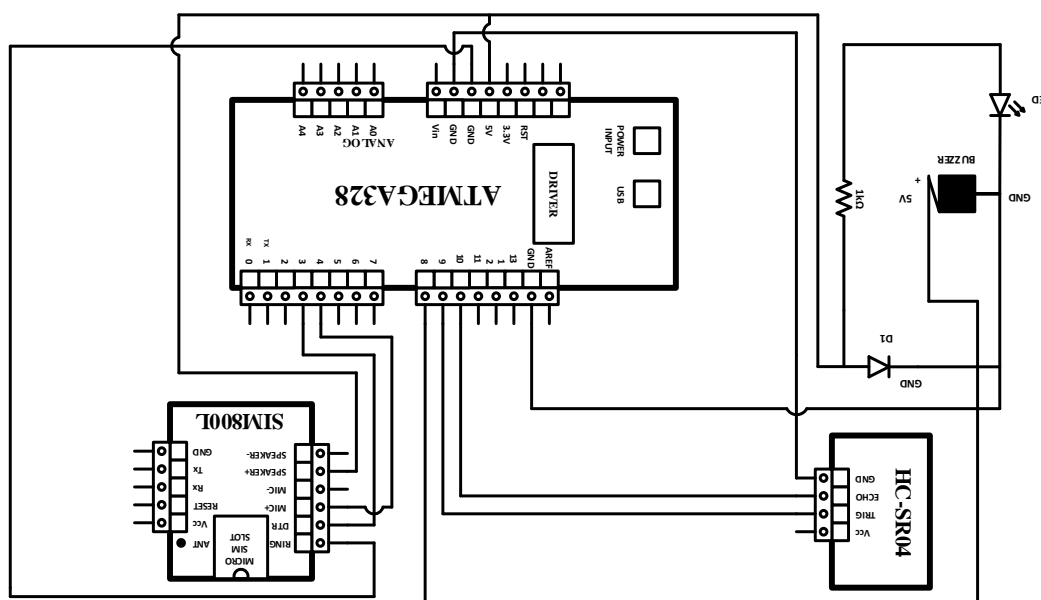 A4
A3
A2
A1
A0
ANALOG
Vin
GND
GND
5V
3.3V
RST
POWER
INPUT
USB
DRIVER
ATMEGA328
RX
TX
0
1
2
3
4
5
6
7
8
9
10
11
2
1
13
GND
AREF
ED
BUZZER
+
5V
GND
1kΩ
D1
GND
SIM800L
GND
Tx
Rx
RESET
Vcc
ANT
SPEAKER-
SPEAKER+
MIC-
MIC+
DTR
RING
MICRO
SIM
SLOT
HC-SR04
GND
ECHO
TRIG
Vcc